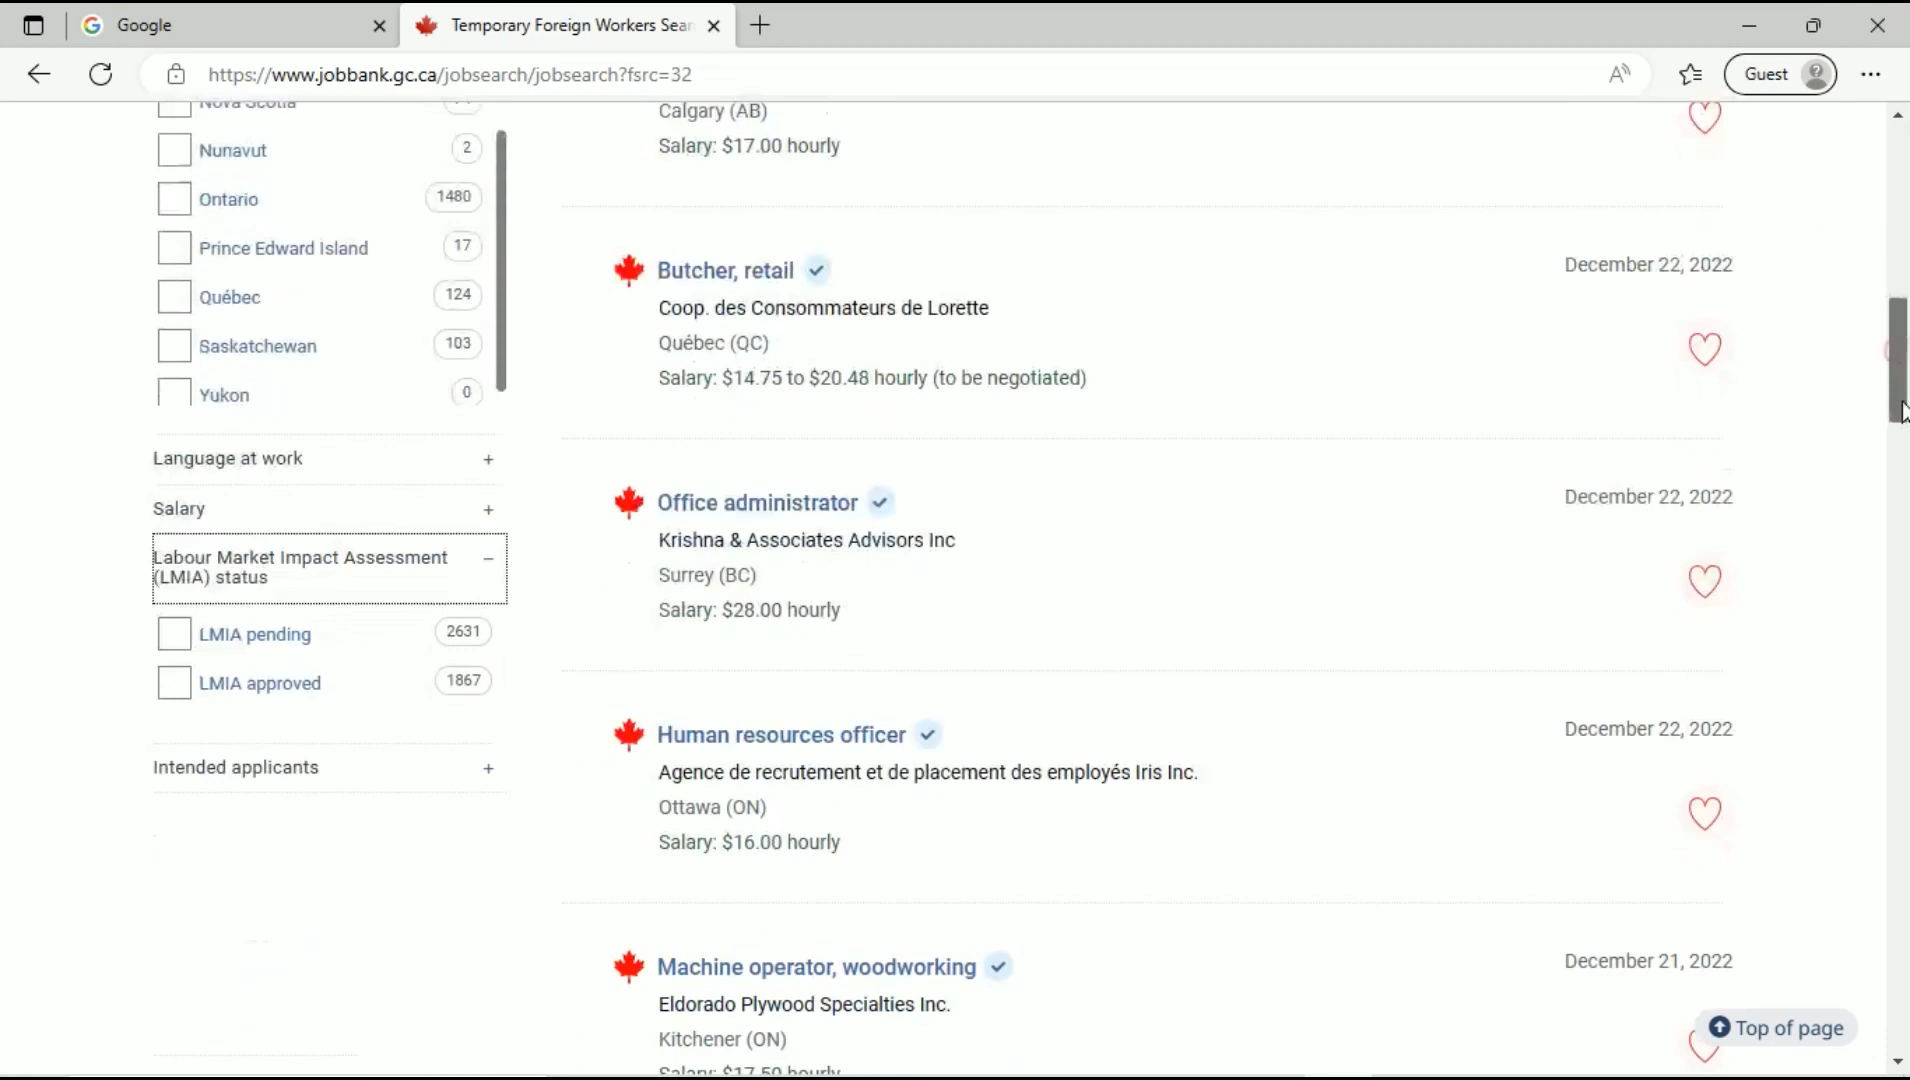 Google
Temporary Foreign Workers Sear
https://www.jobbank.gc.ca/jobsearch/jobsearch?fsrc=32
Guest
Nova Scotia
Nunavut 2
Ontario 1480
Prince Edward Island 17
Québec 124
Saskatchewan 103
Yukon 0
Language at work +
Salary +
Labour Market Impact Assessment −
(LMIA) status
LMIA pending 2631
LMIA approved 1867
Intended applicants +
Calgary (AB)
Salary: $17.00 hourly
Butcher, retail
December 22, 2022
Coop. des Consommateurs de Lorette
Québec (QC)
Salary: $14.75 to $20.48 hourly (to be negotiated)
Office administrator
December 22, 2022
Krishna & Associates Advisors Inc
Surrey (BC)
Salary: $28.00 hourly
Human resources officer
December 22, 2022
Agence de recrutement et de placement des employés Iris Inc.
Ottawa (ON)
Salary: $16.00 hourly
Machine operator, woodworking
December 21, 2022
Eldorado Plywood Specialties Inc.
Kitchener (ON)
Salary: $17.50 hourly
Top of page